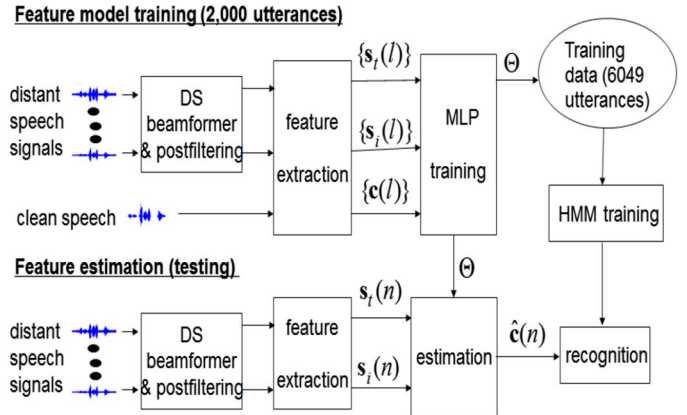 Feature model training (2,000 utterances)
distant
speech
signals
DS
beamformer
& postfiltering
clean speech
feature
extraction
{s_t(l)}
{s_i(l)}
{c(l)}
MLP
training
Θ
Training
data (6049
utterances)
HMM training
Feature estimation (testing)
distant
speech
signals
DS
beamformer
& postfiltering
feature
extraction
s_t(n)
s_i(n)
Θ
estimation
ĉ(n)
recognition